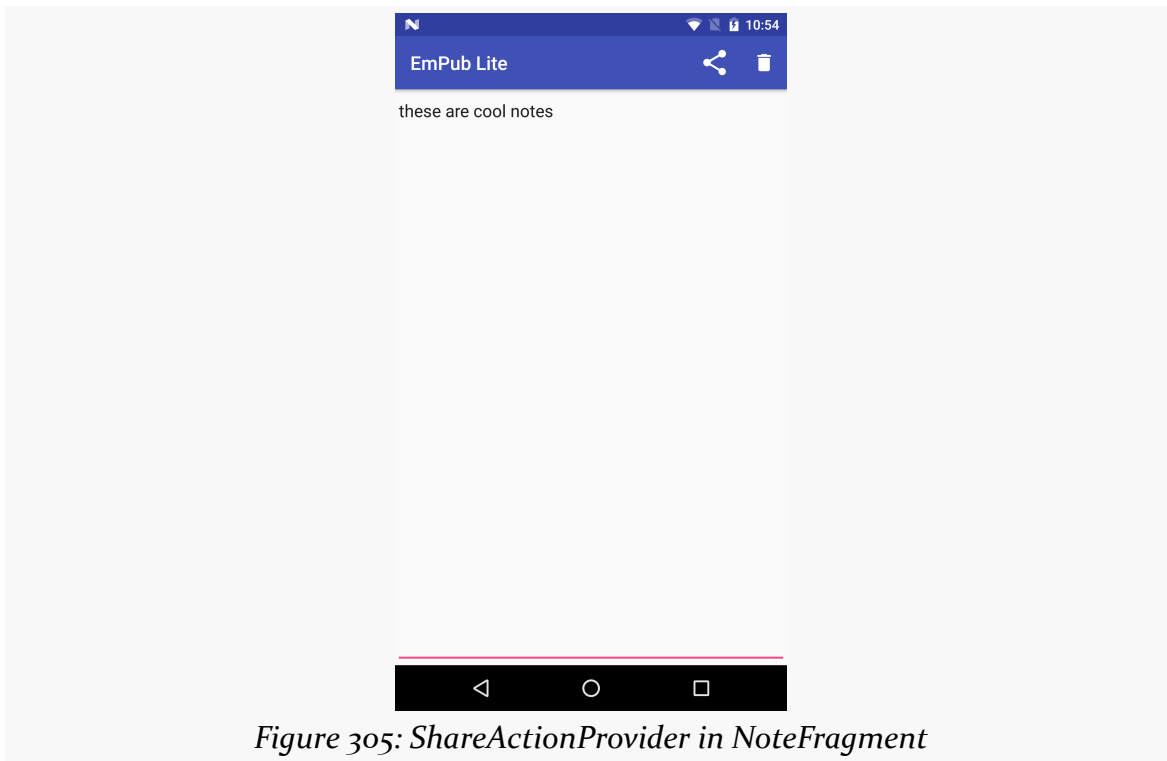 10:54
EmPub Lite
these are cool notes
Figure 305: ShareActionProvider in NoteFragment